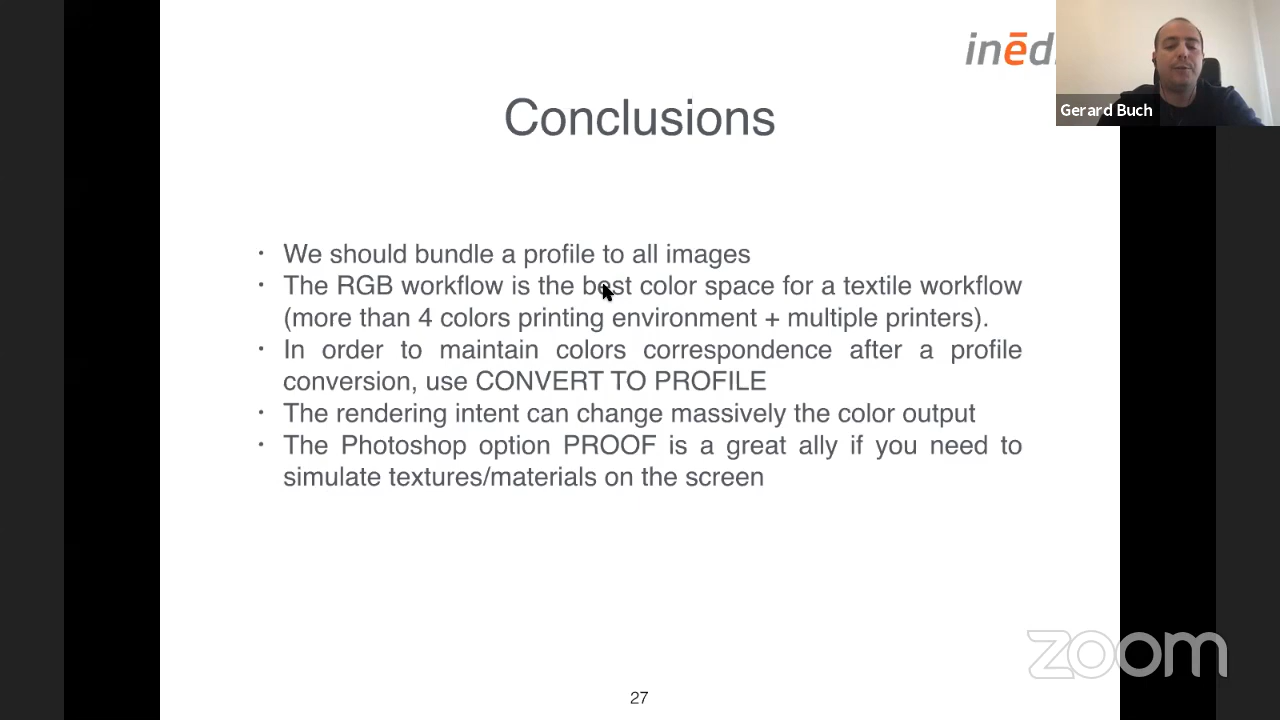 inēd
Gerard Buch
Conclusions
• We should bundle a profile to all images
• The RGB workflow is the best color space for a textile workflow
(more than 4 colors printing environment + multiple printers).
• In order to maintain colors correspondence after a profile
conversion, use CONVERT TO PROFILE
• The rendering intent can change massively the color output
• The Photoshop option PROOF is a great ally if you need to
simulate textures/materials on the screen
zoom
27